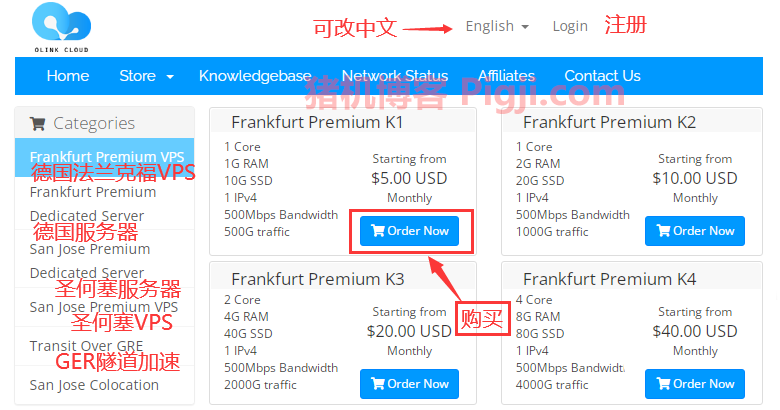 OLINK CLOUD
可改中文
English
Login
注册
Home
Store
Knowledgebase
Network Status
Affiliates
Contact Us
猪机博客 Pigji.com
Categories
Frankfurt Premium VPS
德国法兰克福VPS
Frankfurt Premium
Dedicated Server
德国服务器
San Jose Premium
Dedicated Server
圣何塞服务器
San Jose Premium VPS
圣何塞VPS
Transit Over GRE
GER隧道加速
San Jose Colocation
Frankfurt Premium K1
1 Core
1G RAM
10G SSD
1 IPv4
500Mbps Bandwidth
500G traffic
Starting from
$5.00 USD
Monthly
Order Now
Frankfurt Premium K2
1 Core
2G RAM
20G SSD
1 IPv4
500Mbps Bandwidth
1000G traffic
Starting from
$10.00 USD
Monthly
Order Now
购买
Frankfurt Premium K3
2 Core
4G RAM
40G SSD
1 IPv4
500Mbps Bandwidth
2000G traffic
Starting from
$20.00 USD
Monthly
Order Now
Frankfurt Premium K4
4 Core
8G RAM
80G SSD
1 IPv4
500Mbps Bandwidth
4000G traffic
Starting from
$40.00 USD
Monthly
Order Now